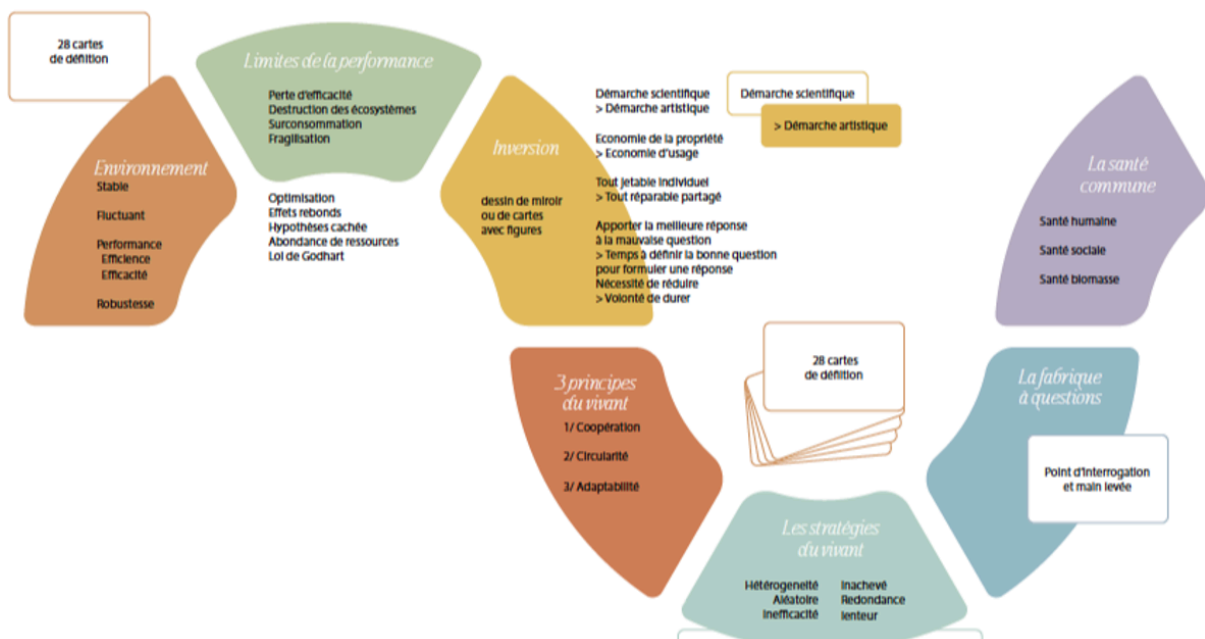 28 cartes
de défiltion
Environnement
Stable
Fluctuant
Performance
Efficience
Efficacité
Robustesse
Limites de la performance
Perte d'efficacité
Destruction des écosystèmes
Surconsommation
Fragilisation
Optimisation
Effets rebonds
Hypothèses cachée
Abondance de ressources
Loi de Godhart
Inversion
dessin de miroir
ou de cartes
avec figures
Démarche scientifique
> Démarche artistique
Economie de la propriété
> Economie d'usage
Tout jetable individuel
> Tout réparable partagé
Apporter la meilleure réponse
à la mauvaise question
> Temps à définir la bonne question
pour formuler une réponse
Nécessité de réduire
> Volonté de durer
Démarche scientifique
> Démarche artistique
3 principes
du vivant
1/ Coopération
2/ Circularité
3/ Adaptabilité
28 cartes
de défiltion
Les stratégies
du vivant
Hétérogeneité
Aléatoire
Inefficacité
Inachevé
Redondance
lenteur
La fabrique
à questions
Point d'interrogation
et main levée
La santé
commune
Santé humaine
Santé sociale
Santé biomasse